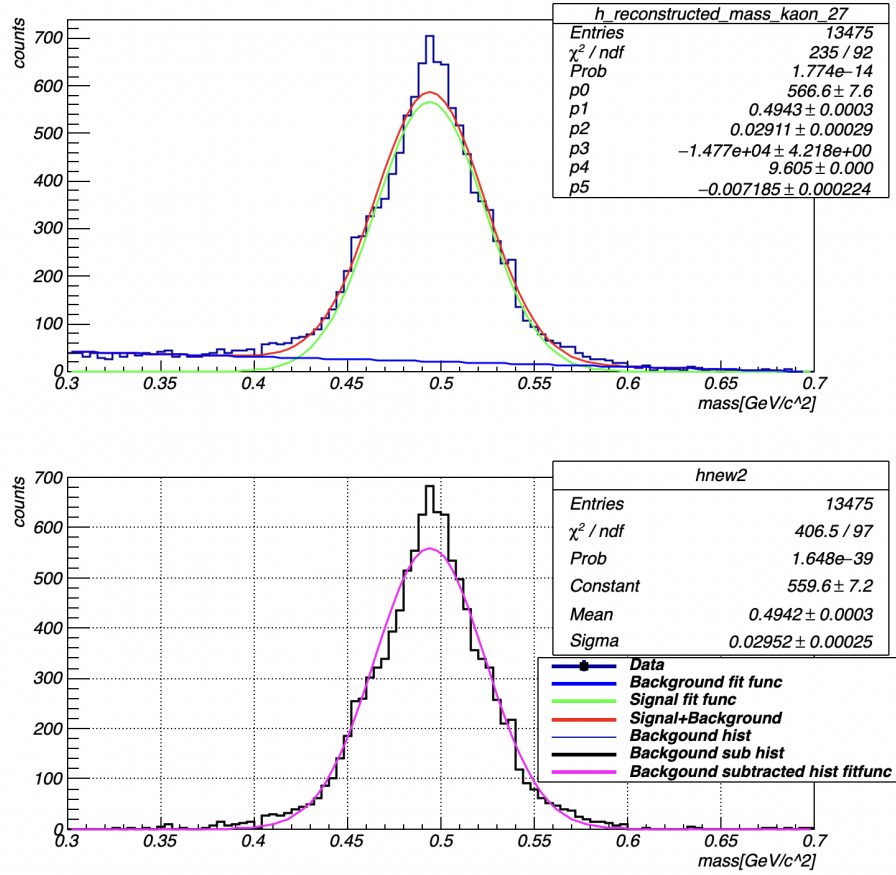 h_reconstructed_mass_kaon_27
Entries 13475
χ² / ndf 235 / 92
Prob 1.774e−14
p0 566.6 ± 7.6
p1 0.4943 ± 0.0003
p2 0.02911 ± 0.00029
p3 −1.477e+04 ± 4.218e+00
p4 9.605 ± 0.000
p5 −0.007185 ± 0.000224
counts
700
600
500
400
300
200
100
0
0.3 0.35 0.4 0.45 0.5 0.55 0.6 0.65 0.7
mass[GeV/c^2]
hnew2
Entries 13475
χ² / ndf 406.5 / 97
Prob 1.648e−39
Constant 559.6 ± 7.2
Mean 0.4942 ± 0.0003
Sigma 0.02952 ± 0.00025
Data
Background fit func
Signal fit func
Signal+Background
Backgound hist
Backgound sub hist
Backgound subtracted hist fitfunc
counts
700
600
500
400
300
200
100
0
0.3 0.35 0.4 0.45 0.5 0.55 0.6 0.65 0.7
mass[GeV/c^2]